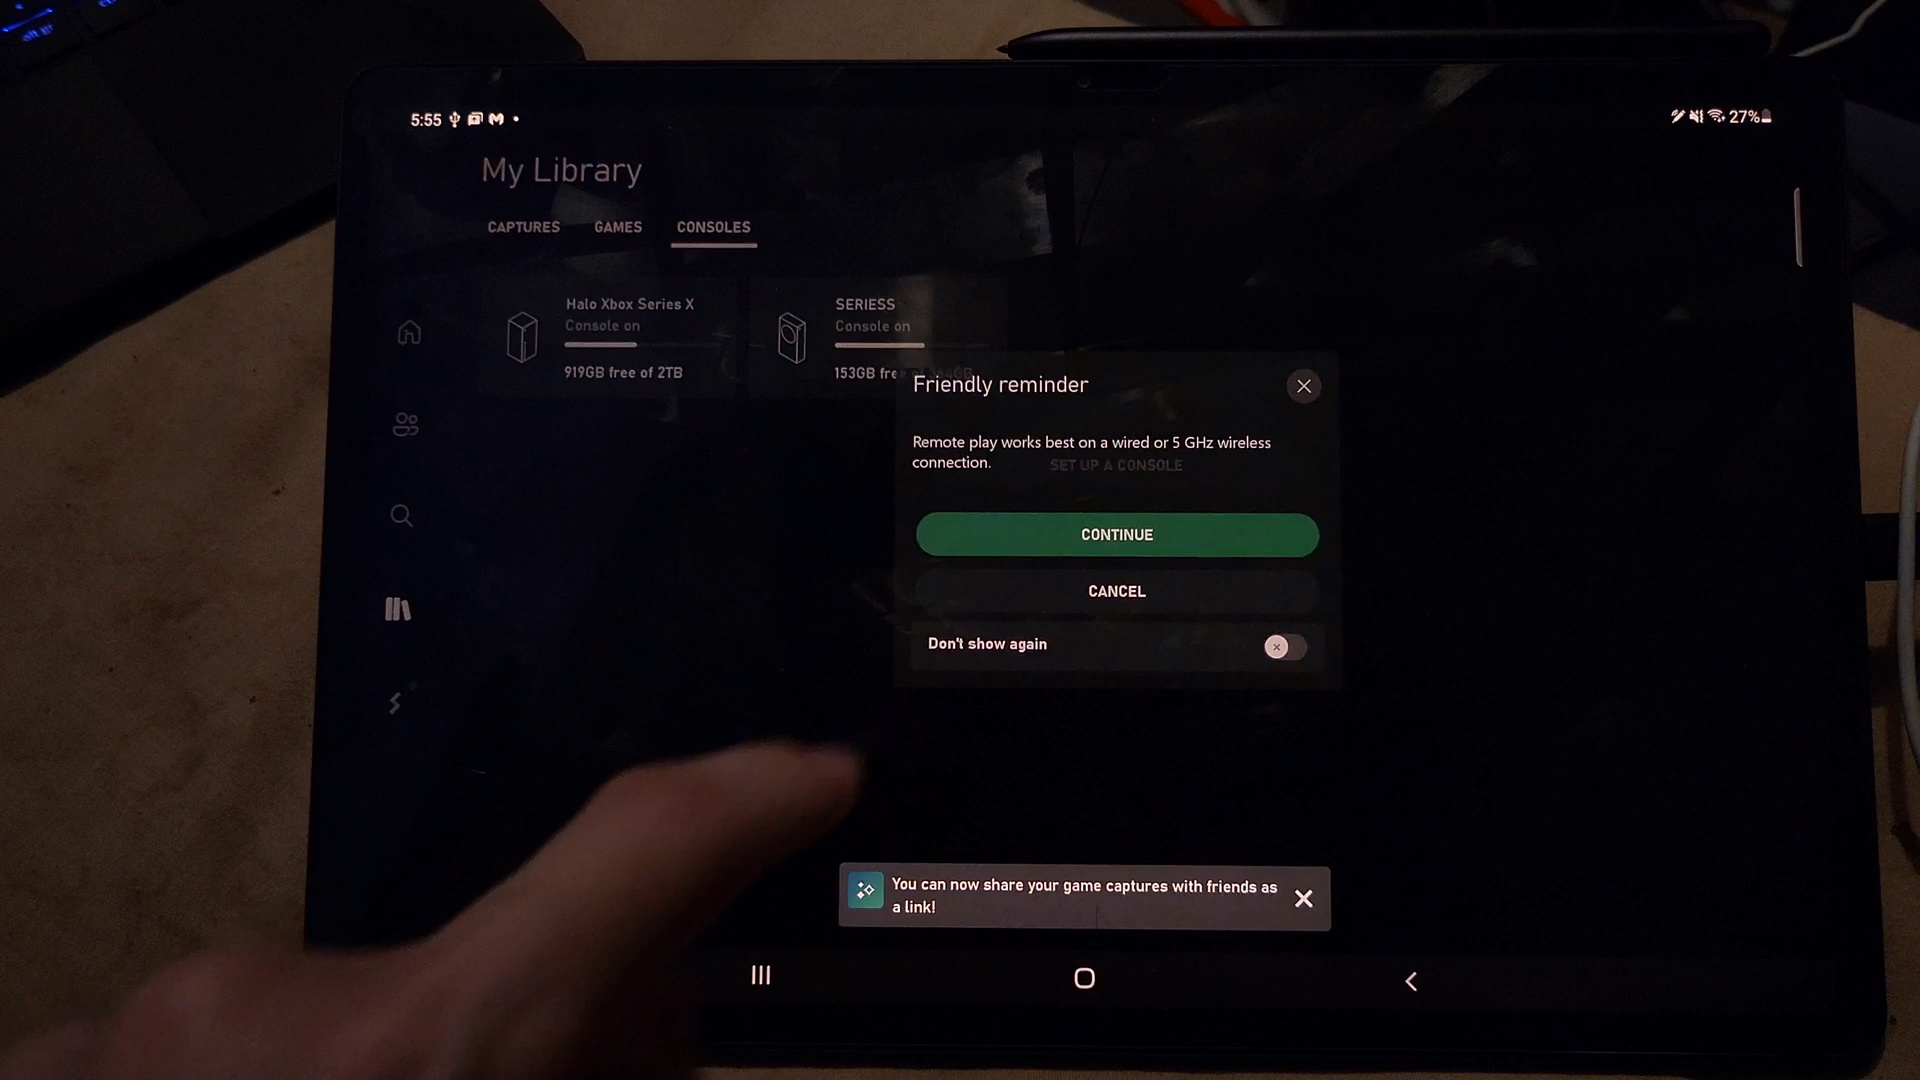 5:55
27%
My Library
CAPTURES GAMES CONSOLES
Halo Xbox Series X
Console on
919GB free of 2TB
SERIESS
Console on
153GB free of
Friendly reminder
Remote play works best on a wired or 5 GHz wireless
connection.
SET UP A CONSOLE
CONTINUE
CANCEL
Don't show again
You can now share your game captures with friends as
a link!